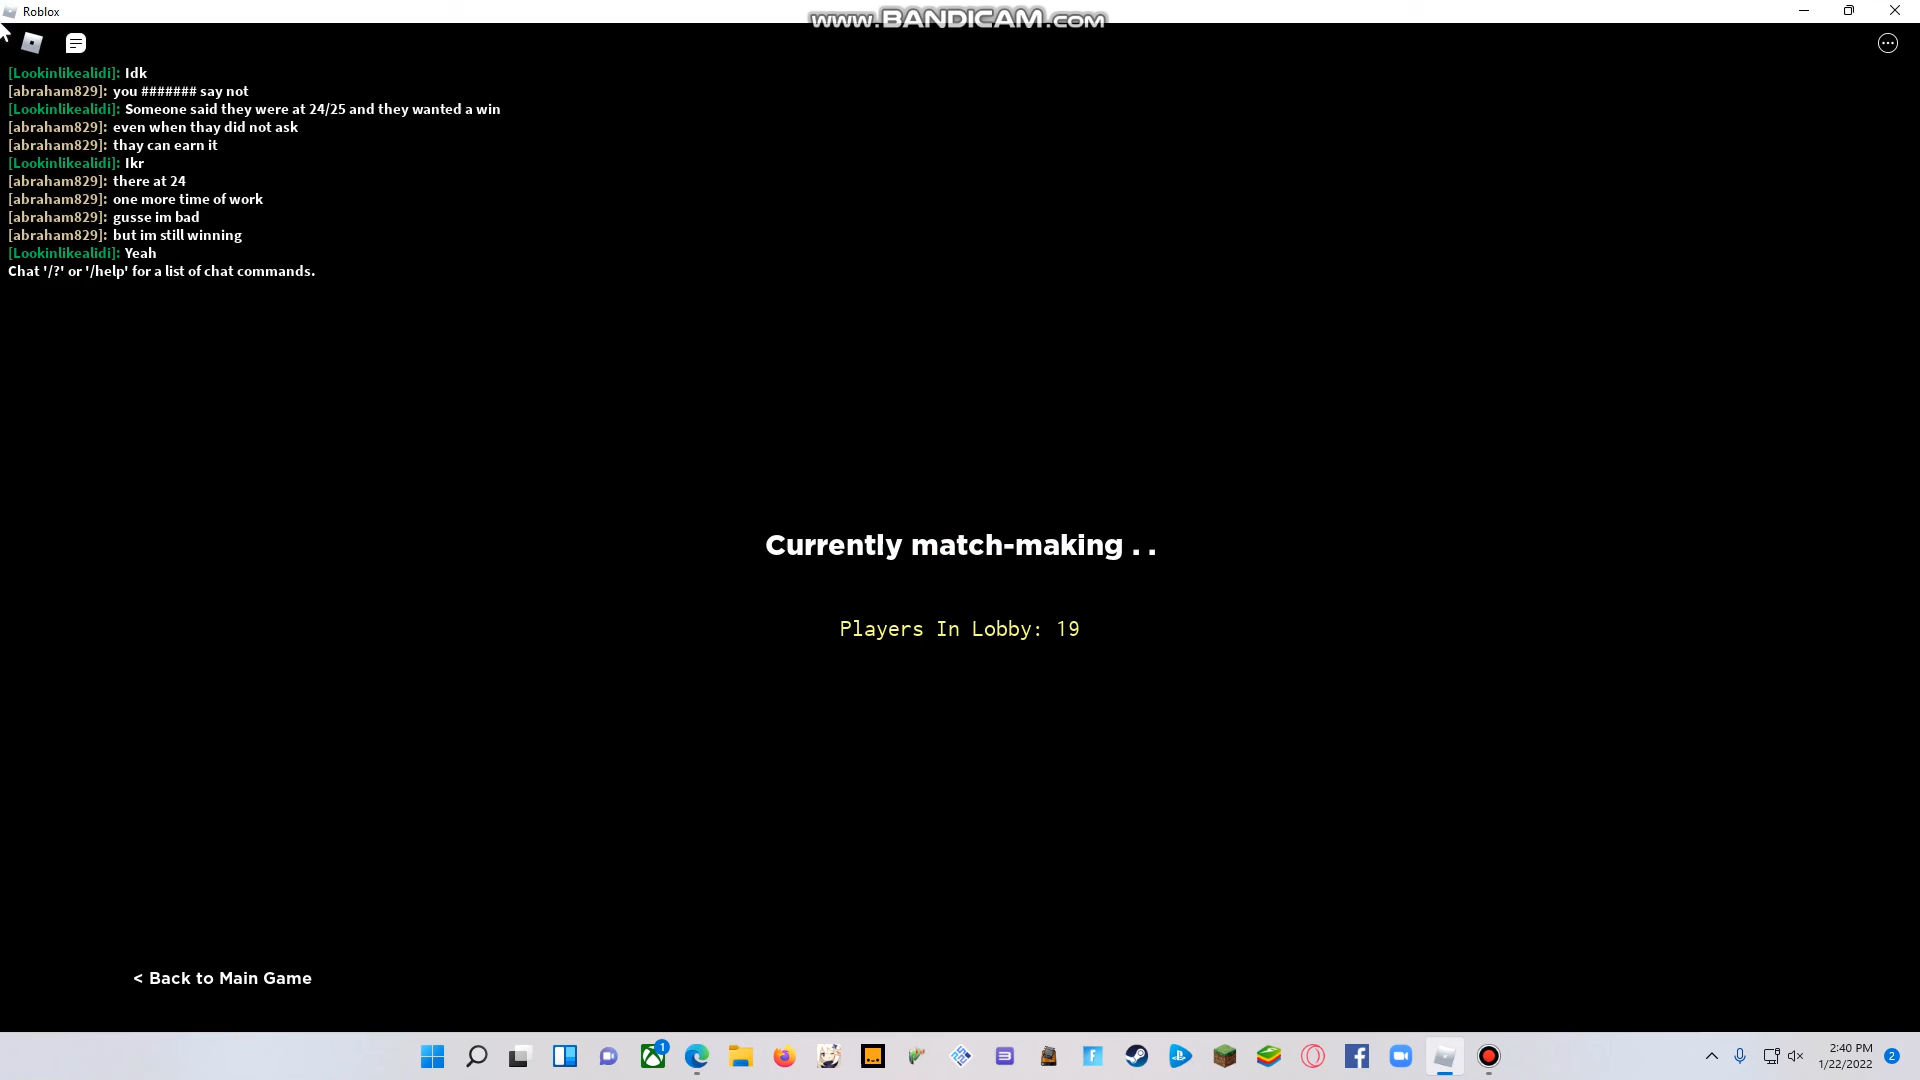 Roblox
www.BANDICAM.com
[Lookinlikealidi]: Idk
[abraham829]: you ####### say not
[Lookinlikealidi]: Someone said they were at 24/25 and they wanted a win
[abraham829]: even when thay did not ask
[abraham829]: thay can earn it
[Lookinlikealidi]: Ikr
[abraham829]: there at 24
[abraham829]: one more time of work
[abraham829]: gusse im bad
[abraham829]: but im still winning
[Lookinlikealidi]: Yeah
Chat '/?' or '/help' for a list of chat commands.
Currently match-making . .
Players In Lobby: 19
< Back to Main Game
1
2:40 PM
1/22/2022
2